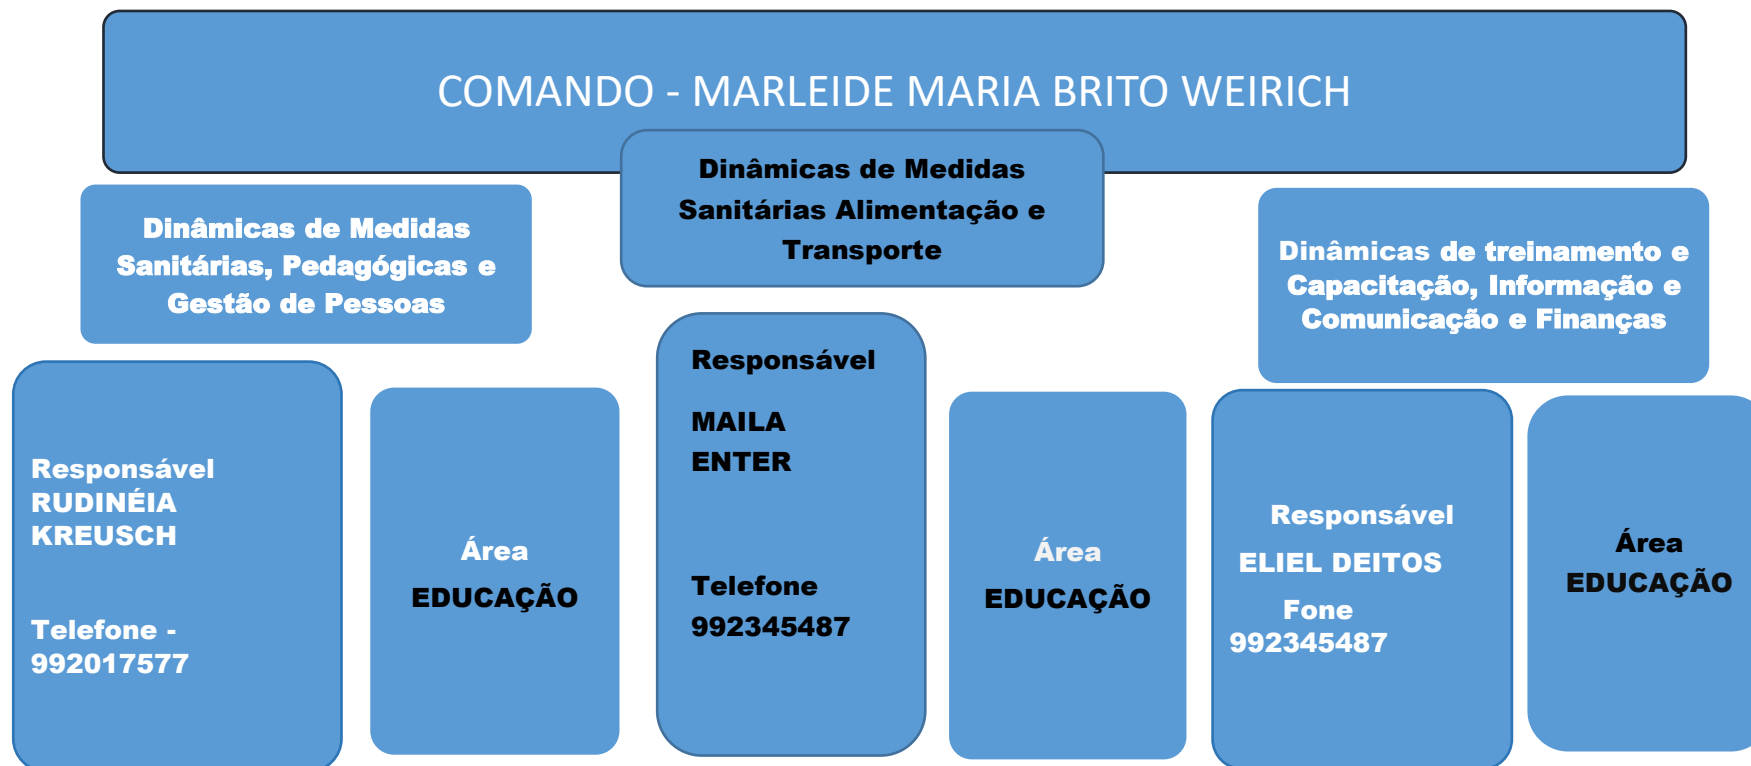 COMANDO - MARLEIDE MARIA BRITO WEIRICH
Dinâmicas de Medidas
Sanitárias, Pedagógicas e
Gestão de Pessoas
Dinâmicas de Medidas
Sanitárias Alimentação e
Transporte
Dinâmicas de treinamento e
Capacitação, Informação e
Comunicação e Finanças
Responsável
RUDINÉIA
KREUSCH
Telefone -
992017577
Área
EDUCAÇÃO
Responsável
MAILA
ENTER
Telefone
992345487
Área
EDUCAÇÃO
Responsável
ELIEL DEITOS
Fone
992345487
Área
EDUCAÇÃO